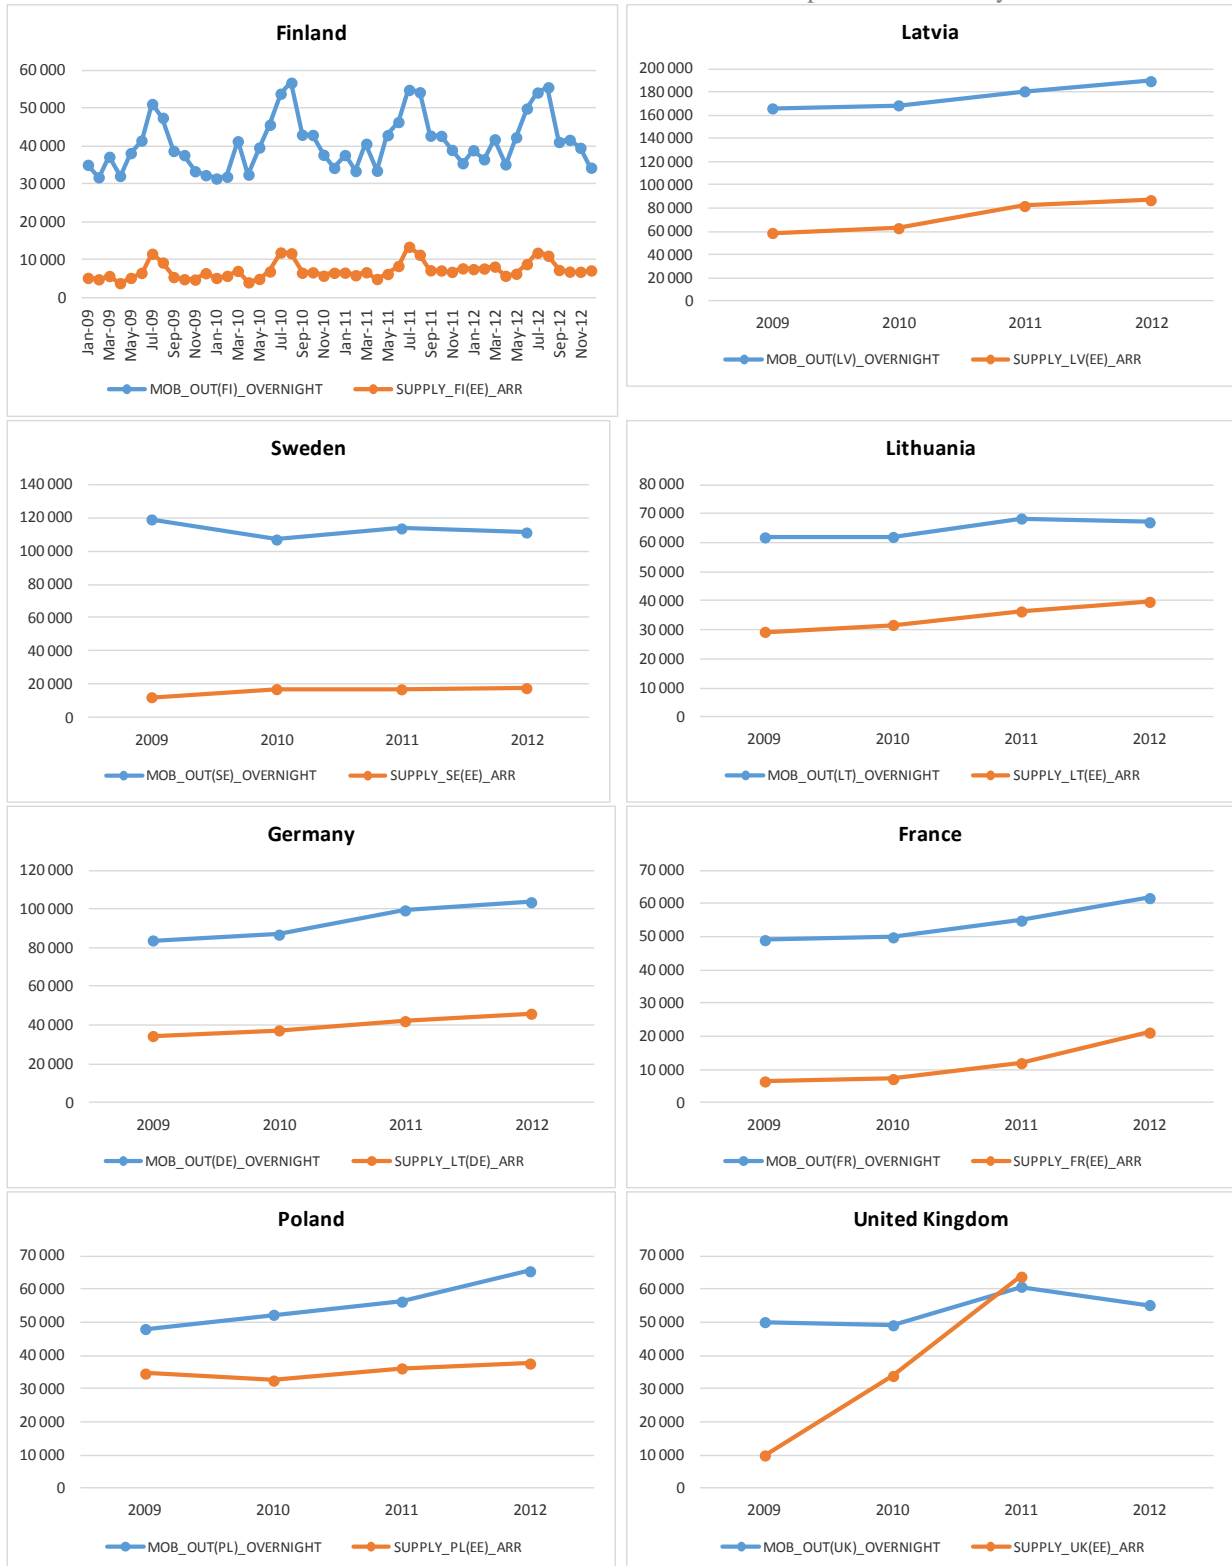 Finland
60 000
50 000
40 000
30 000
20 000
10 000
0
Jan-09
Mar-09
May-09
Jul-09
Sep-09
Nov-09
Jan-10
Mar-10
May-10
Jul-10
Sep-10
Nov-10
Jan-11
Mar-11
May-11
Jul-11
Sep-11
Nov-11
Jan-12
Mar-12
May-12
Jul-12
Sep-12
Nov-12
MOB_OUT(FI)_OVERNIGHT SUPPLY_FI(EE)_ARR
Latvia
200 000
180 000
160 000
140 000
120 000
100 000
80 000
60 000
40 000
20 000
0
2009 2010 2011 2012
MOB_OUT(LV)_OVERNIGHT SUPPLY_LV(EE)_ARR
Sweden
140 000
120 000
100 000
80 000
60 000
40 000
20 000
0
2009 2010 2011 2012
MOB_OUT(SE)_OVERNIGHT SUPPLY_SE(EE)_ARR
Lithuania
80 000
70 000
60 000
50 000
40 000
30 000
20 000
10 000
0
2009 2010 2011 2012
MOB_OUT(LT)_OVERNIGHT SUPPLY_LT(EE)_ARR
Germany
120 000
100 000
80 000
60 000
40 000
20 000
0
2009 2010 2011 2012
MOB_OUT(DE)_OVERNIGHT SUPPLY_LT(DE)_ARR
France
70 000
60 000
50 000
40 000
30 000
20 000
10 000
0
2009 2010 2011 2012
MOB_OUT(FR)_OVERNIGHT SUPPLY_FR(EE)_ARR
Poland
70 000
60 000
50 000
40 000
30 000
20 000
10 000
0
2009 2010 2011 2012
MOB_OUT(PL)_OVERNIGHT SUPPLY_PL(EE)_ARR
United Kingdom
70 000
60 000
50 000
40 000
30 000
20 000
10 000
0
2009 2010 2011 2012
MOB_OUT(UK)_OVERNIGHT SUPPLY_UK(EE)_ARR